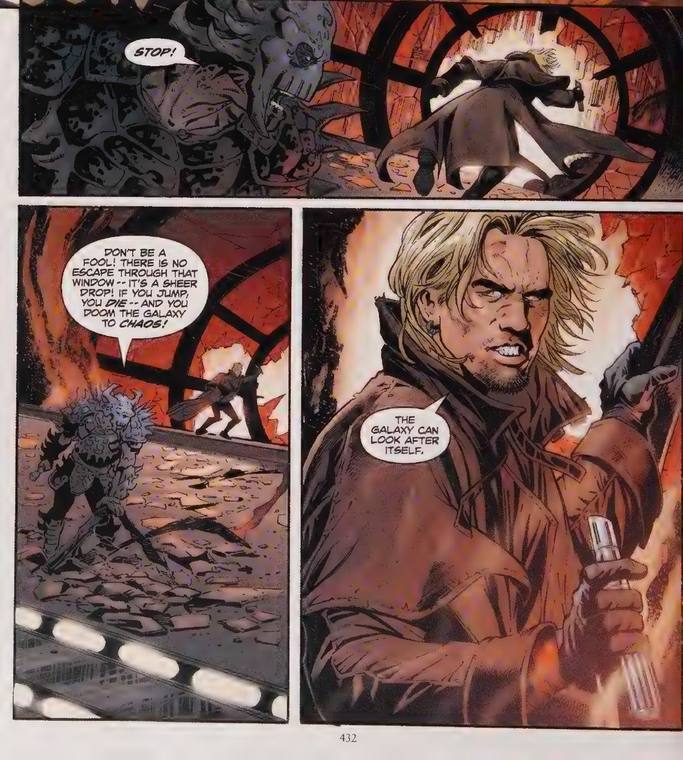 STOP!
DON'T BE A
FOOL! THERE IS NO
ESCAPE THROUGH THAT
WINDOW -- IT'S A SHEER
DROP! IF YOU JUMP,
YOU DIE -- AND YOU
DOOM THE GALAXY
TO CHAOS!
THE
GALAXY CAN
LOOK AFTER
ITSELF.
432